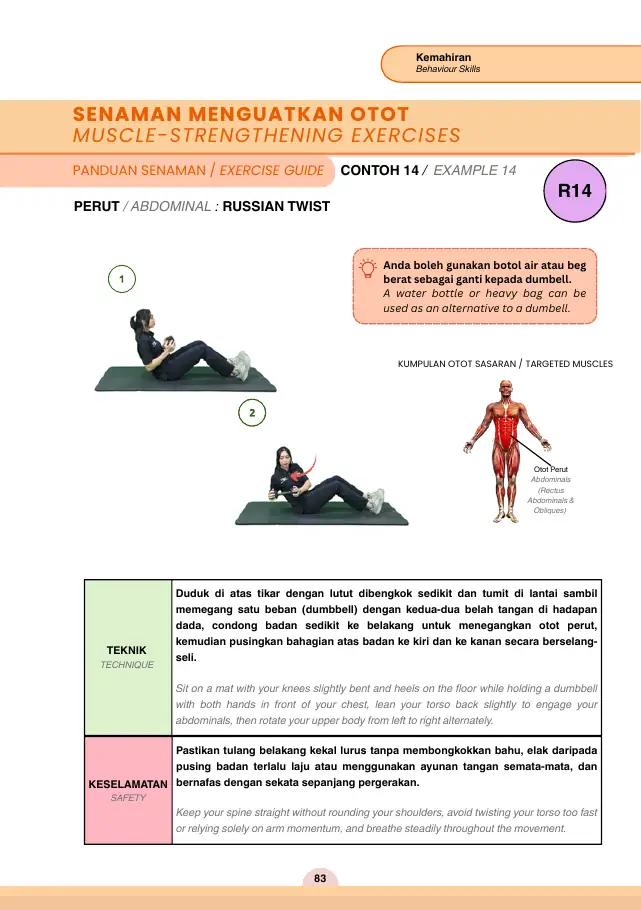 Kemahiran
Behaviour Skills
SENAMAN MENGUATKAN OTOT
MUSCLE-STRENGTHENING EXERCISES
PANDUAN SENAMAN / EXERCISE GUIDE CONTOH 14 / EXAMPLE 14
R14
PERUT / ABDOMINAL : RUSSIAN TWIST
Anda boleh gunakan botol air atau beg
berat sebagai ganti kepada dumbell.
A water bottle or heavy bag can be
used as an alternative to a dumbell.
1
KUMPULAN OTOT SASARAN / TARGETED MUSCLES
2
Otot Perut
Abdominals
(Rectus
Abdominals &
Obliques)
TEKNIK
TECHNIQUE
Duduk di atas tikar dengan lutut dibengkok sedikit dan tumit di lantai sambil
memegang satu beban (dumbbell) dengan kedua-dua belah tangan di hadapan
dada, condong badan sedikit ke belakang untuk menegangkan otot perut,
kemudian pusingkan bahagian atas badan ke kiri dan ke kanan secara berselang-
seli.
Sit on a mat with your knees slightly bent and heels on the floor while holding a dumbbell
with both hands in front of your chest, lean your torso back slightly to engage your
abdominals, then rotate your upper body from left to right alternately.
KESELAMATAN
SAFETY
Pastikan tulang belakang kekal lurus tanpa membongkokkan bahu, elak daripada
pusing badan terlalu laju atau menggunakan ayunan tangan semata-mata, dan
bernafas dengan sekata sepanjang pergerakan.
Keep your spine straight without rounding your shoulders, avoid twisting your torso too fast
or relying solely on arm momentum, and breathe steadily throughout the movement.
83